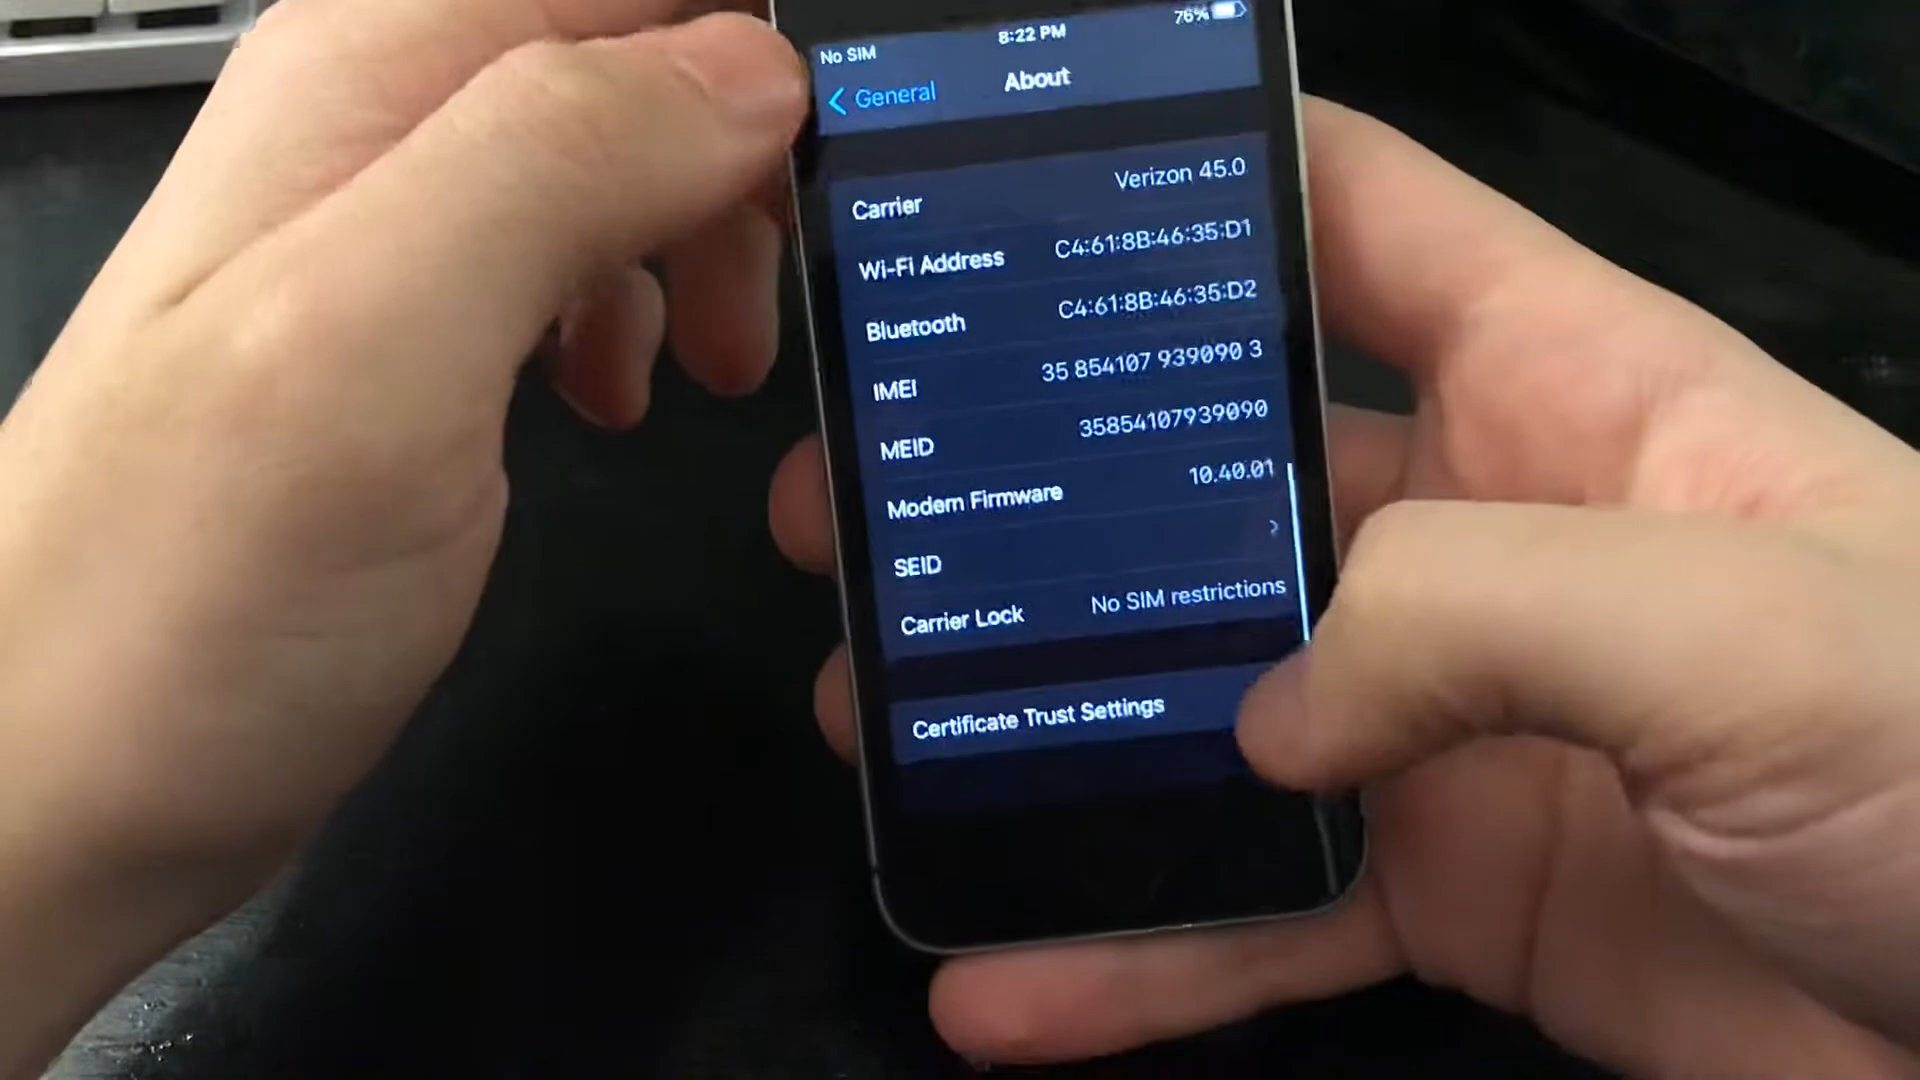 No SIM 8:22 PM 76%
General About
Carrier Verizon 45.0
Wi-Fi Address C4:61:8B:46:35:D1
Bluetooth C4:61:8B:46:35:D2
IMEI 35 854107 939090 3
MEID 35854107939090
Modem Firmware 10.40.01
SEID
Carrier Lock No SIM restrictions
Certificate Trust Settings